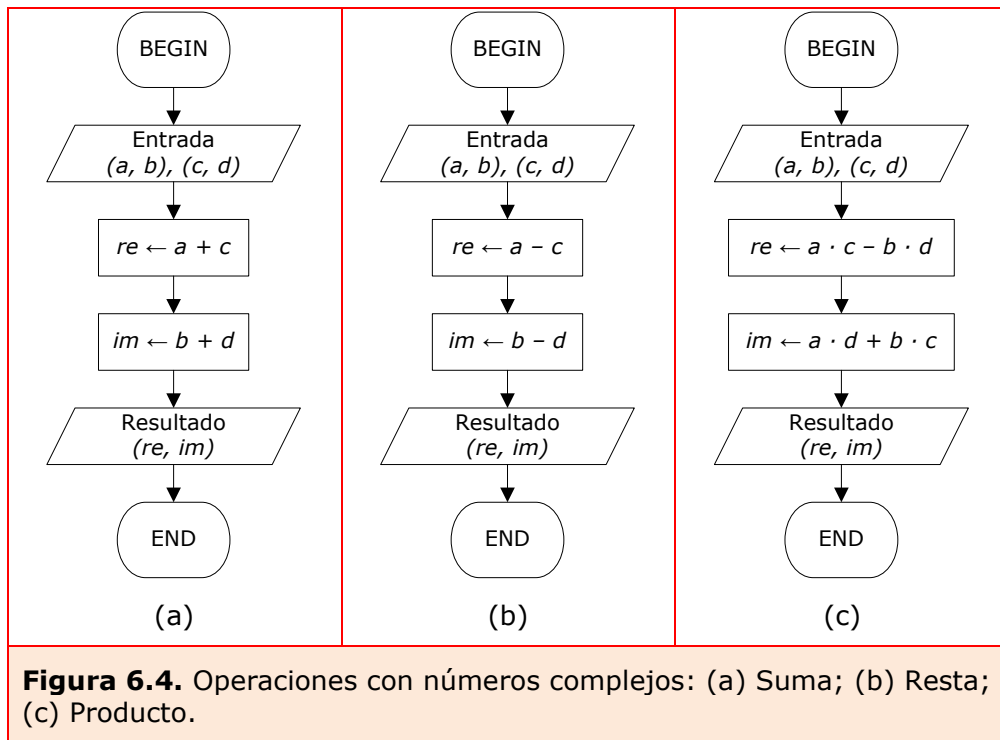 BEGIN
Entrada
(a, b), (c, d)
re ← a + c
im ← b + d
Resultado
(re, im)
END
(a)
BEGIN
Entrada
(a, b), (c, d)
re ← a – c
im ← b – d
Resultado
(re, im)
END
(b)
BEGIN
Entrada
(a, b), (c, d)
re ← a · c – b · d
im ← a · d + b · c
Resultado
(re, im)
END
(c)
Figura 6.4. Operaciones con números complejos: (a) Suma; (b) Resta;
(c) Producto.